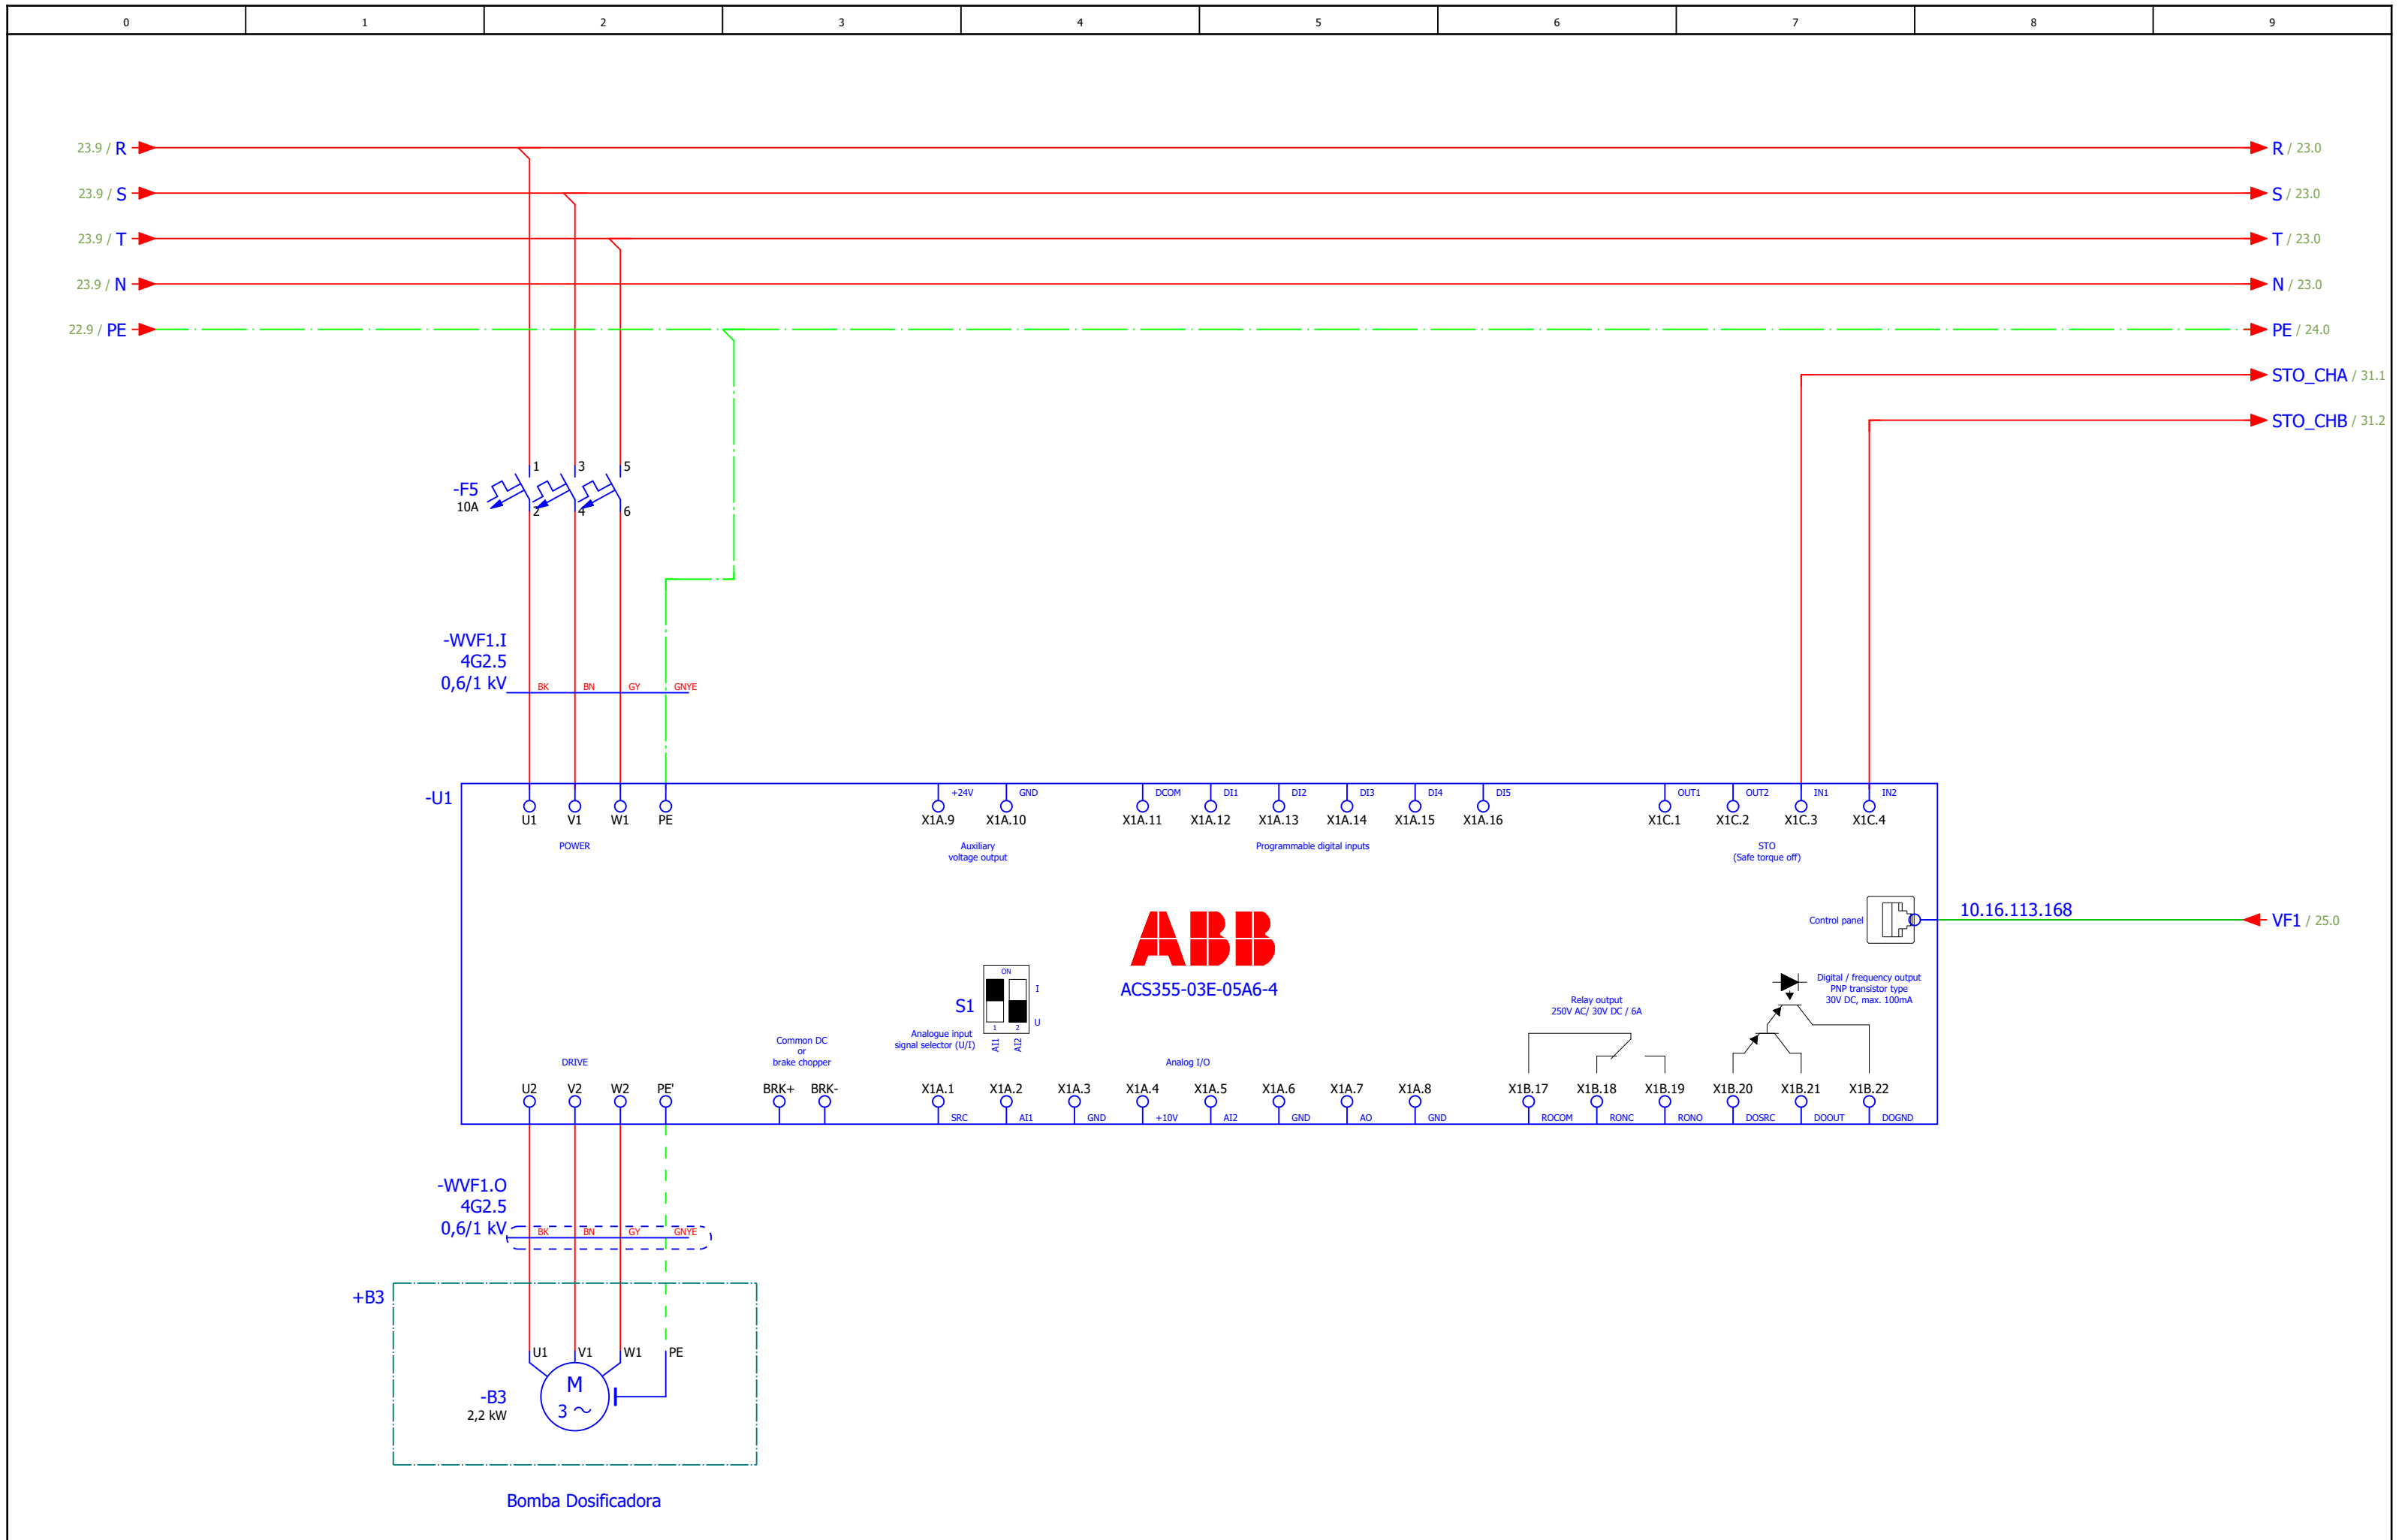 0 1 2 3 4 5 6 7 8 9
23.9 / R R / 23.0
23.9 / S S / 23.0
23.9 / T T / 23.0
23.9 / N N / 23.0
22.9 / PE PE / 24.0
STO_CHA / 31.1
STO_CHB / 31.2
1 3 5
-F5
10A
2 4 6
-WVF1.I
4G2.5
0,6/1 kV
BK BN GY GNYE
-U1
+24V GND DCOM DI1 DI2 DI3 DI4 DI5 OUT1 OUT2 IN1 IN2
U1 V1 W1 PE X1A.9 X1A.10 X1A.11 X1A.12 X1A.13 X1A.14 X1A.15 X1A.16 X1C.1 X1C.2 X1C.3 X1C.4
POWER
Auxiliary
voltage output
Programmable digital inputs
STO
(Safe torque off)
Control panel
10.16.113.168
VF1 / 25.0
ABB
ACS355-03E-05A6-4
S1
ON
I
U
1 2
AI1 AI2
Analogue input
signal selector (U/I)
Digital / frequency output
PNP transistor type
30V DC, max. 100mA
Relay output
250V AC/ 30V DC / 6A
Common DC
or
brake chopper
DRIVE
Analog I/O
U2 V2 W2 PE' BRK+ BRK- X1A.1 X1A.2 X1A.3 X1A.4 X1A.5 X1A.6 X1A.7 X1A.8 X1B.17 X1B.18 X1B.19 X1B.20 X1B.21 X1B.22
SRC AI1 GND +10V AI2 GND AO GND ROCOM RONC RONO DOSRC DOOUT DOGND
-WVF1.O
4G2.5
0,6/1 kV
BK BN GY GNYE
+B3
U1 V1 W1 PE
-B3
2,2 kW
M
3 ~
Bomba Dosificadora